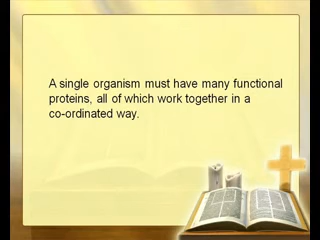 A single organism must have many functional
proteins, all of which work together in a
co-ordinated way.